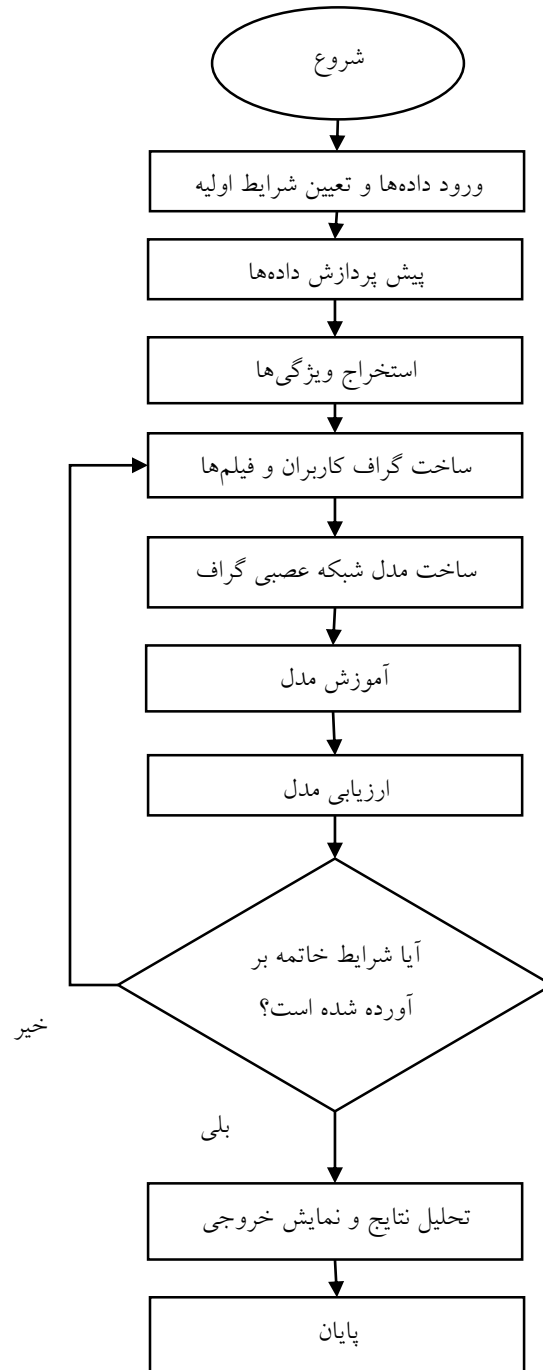 شروع
ورود داده‌ها و تعیین شرایط اولیه
پیش پردازش داده‌ها
استخراج ویژگی‌ها
ساخت گراف کاربران و فیلم‌ها
ساخت مدل شبکه عصبی گراف
آموزش مدل
ارزیابی مدل
آیا شرایط خاتمه بر
آورده شده است؟
خیر
بلی
تحلیل نتایج و نمایش خروجی
پایان